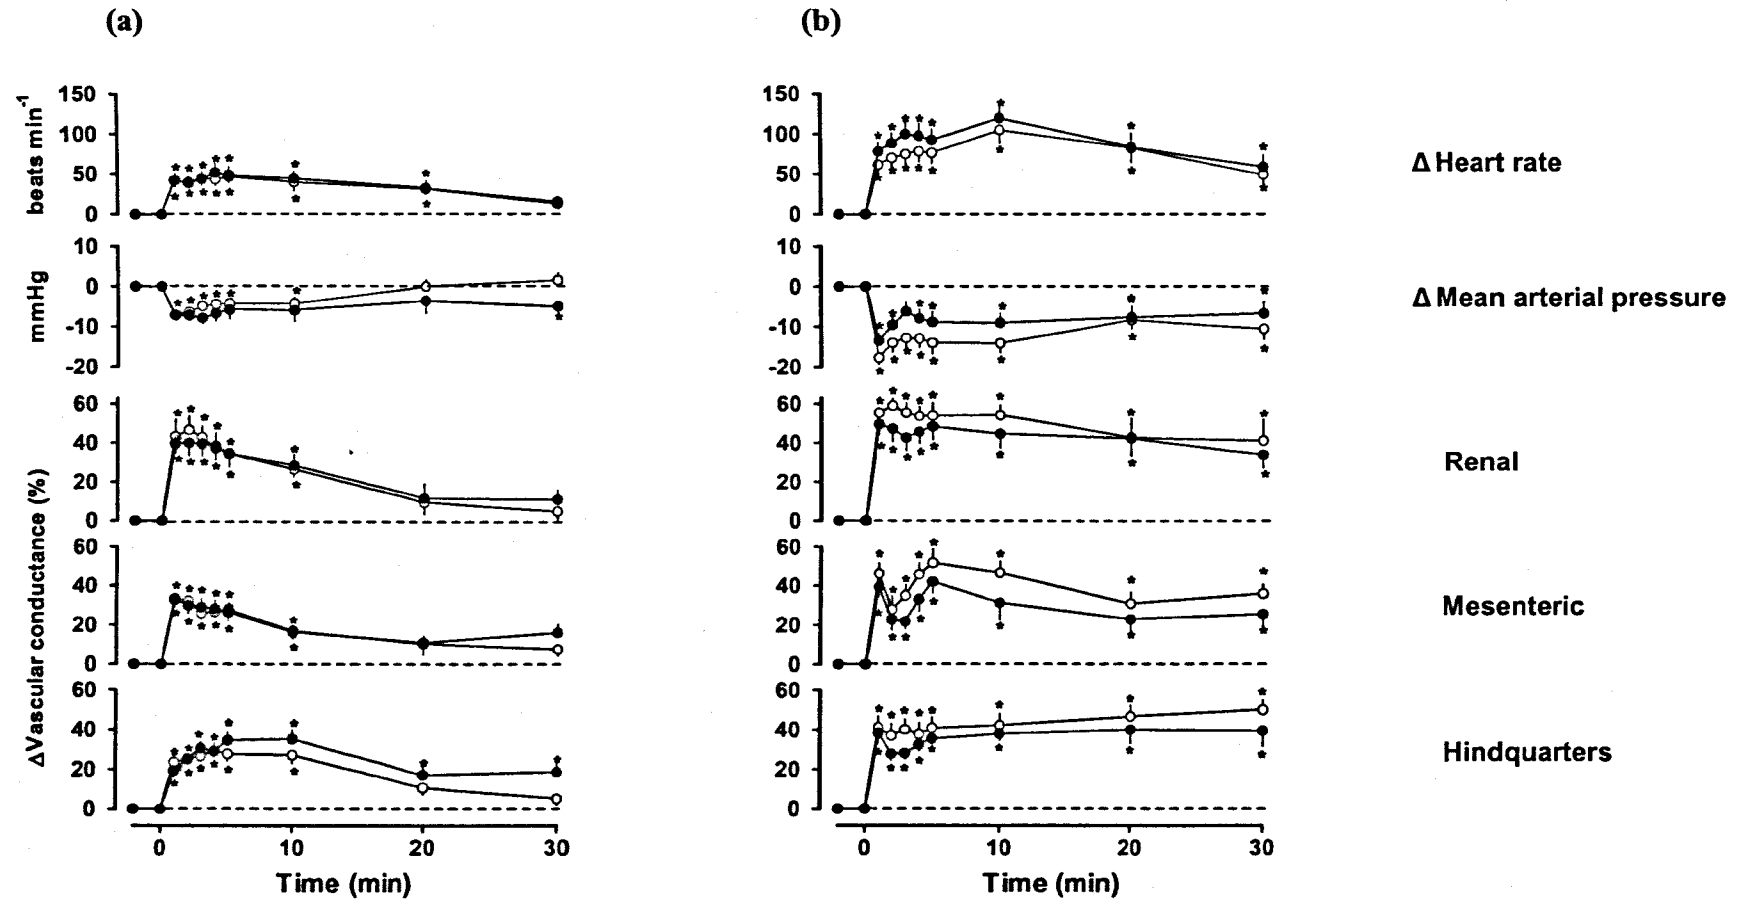 (a)
(b)
beats min-1
150
100
50
0
150
100
50
0
Δ Heart rate
mmHg
10
0
-10
-20
10
0
-10
-20
Δ Mean arterial pressure
ΔVascular conductance (%)
60
40
20
0
60
40
20
0
Renal
60
40
20
0
60
40
20
0
Mesenteric
60
40
20
0
60
40
20
0
Hindquarters
0 10 20 30
0 10 20 30
Time (min)
Time (min)